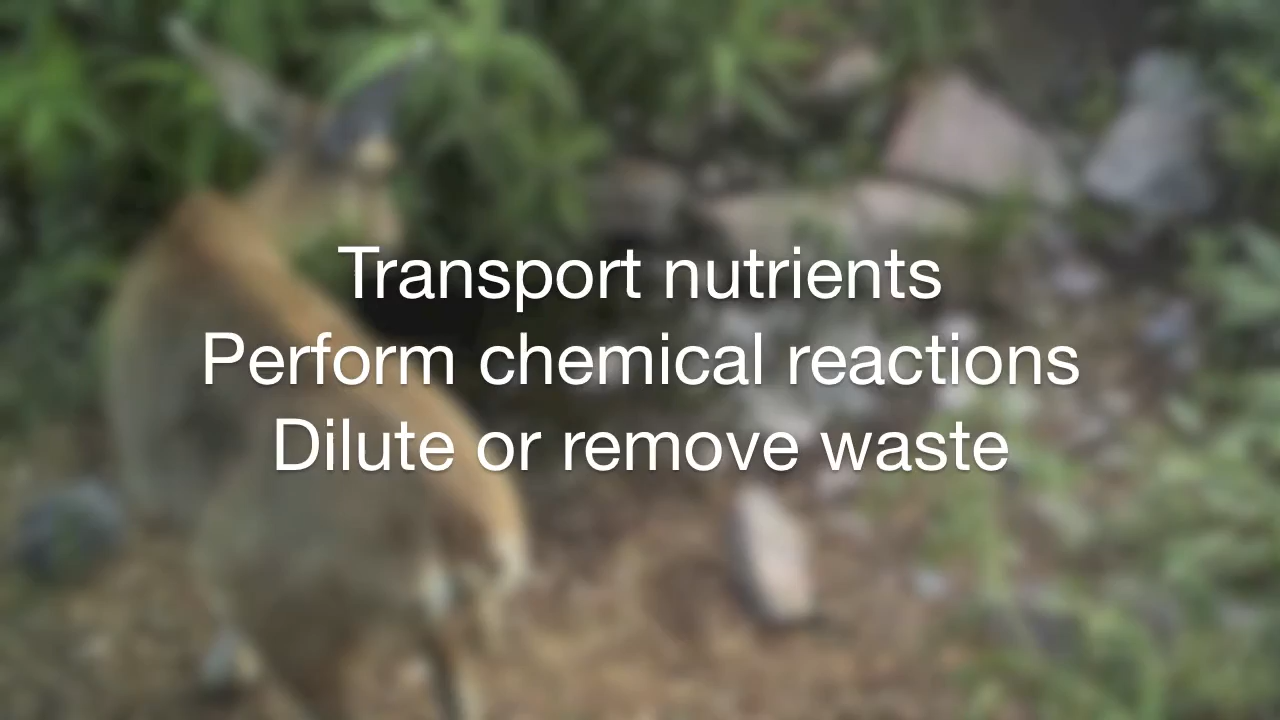 Transport nutrients
Perform chemical reactions
Dilute or remove waste